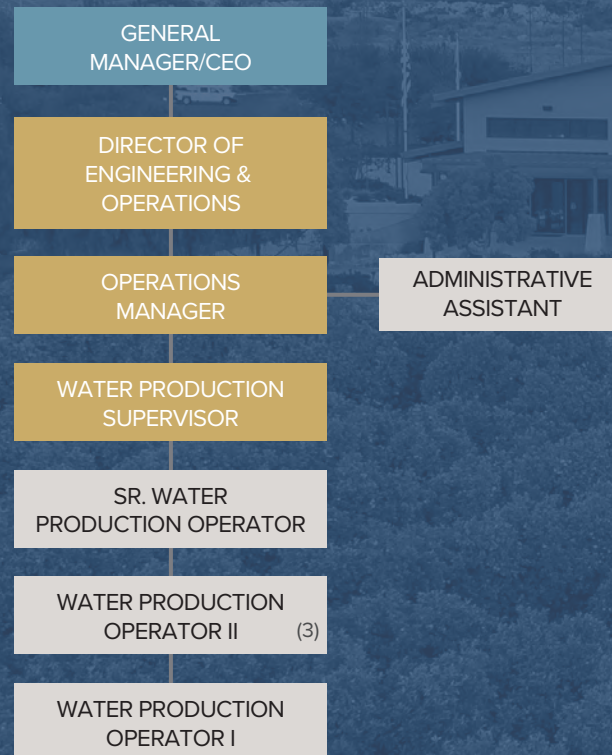 GENERAL
MANAGER/CEO
DIRECTOR OF
ENGINEERING &
OPERATIONS
OPERATIONS
MANAGER
ADMINISTRATIVE
ASSISTANT
WATER PRODUCTION
SUPERVISOR
SR. WATER
PRODUCTION OPERATOR
WATER PRODUCTION
OPERATOR II (3)
WATER PRODUCTION
OPERATOR I